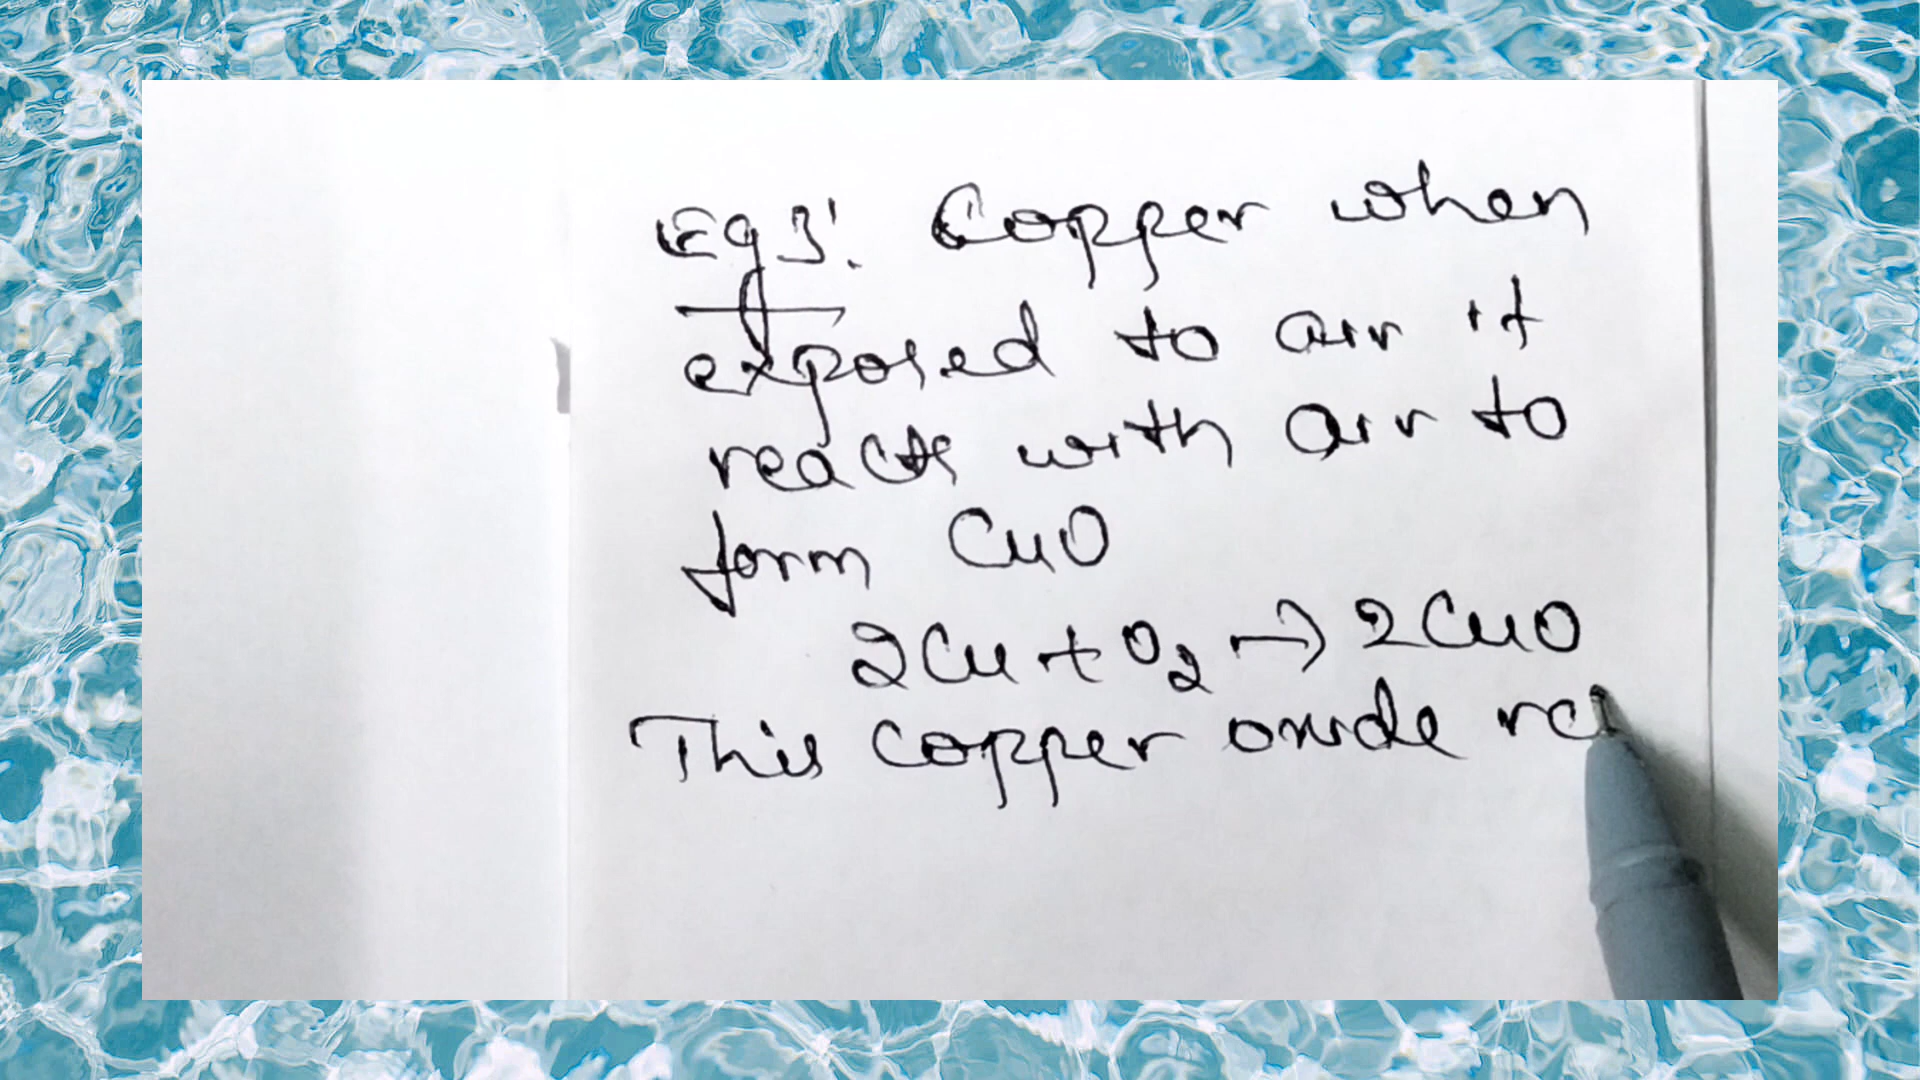 Eg 3: Copper when
exposed to air it
reacts with air to
form CuO
2Cu + O₂ → 2CuO
This copper oxide